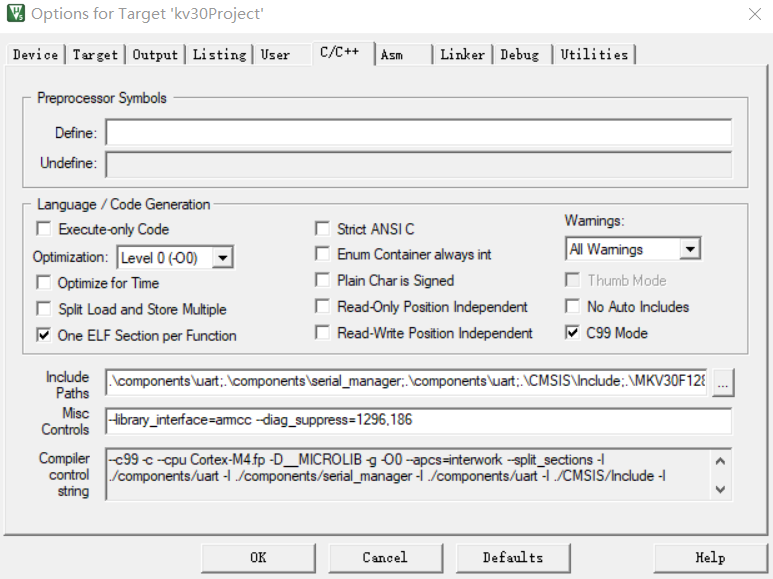 Options for Target 'kv30Project'
Device Target Output Listing User C/C++ Asm Linker Debug Utilities
Preprocessor Symbols
Define:
Undefine:
Language / Code Generation
Execute-only Code
Strict ANSI C
Warnings:
Optimization: Level 0 (-O0)
Enum Container always int
All Warnings
Optimize for Time
Plain Char is Signed
Thumb Mode
Split Load and Store Multiple
Read-Only Position Independent
No Auto Includes
One ELF Section per Function
Read-Write Position Independent
C99 Mode
Include
Paths
.\components\uart;.\components\serial_manager;.\components\uart;.\CMSIS\Include;.\MKV30F128
...
Misc
Controls
--library_interface=armcc --diag_suppress=1296,186
Compiler
control
string
--c99 -c --cpu Cortex-M4.fp -D__MICROLIB -g -O0 --apcs=interwork --split_sections -I
./components/uart -I ./components/serial_manager -I ./components/uart -I ./CMSIS/Include -I
OK Cancel Defaults Help